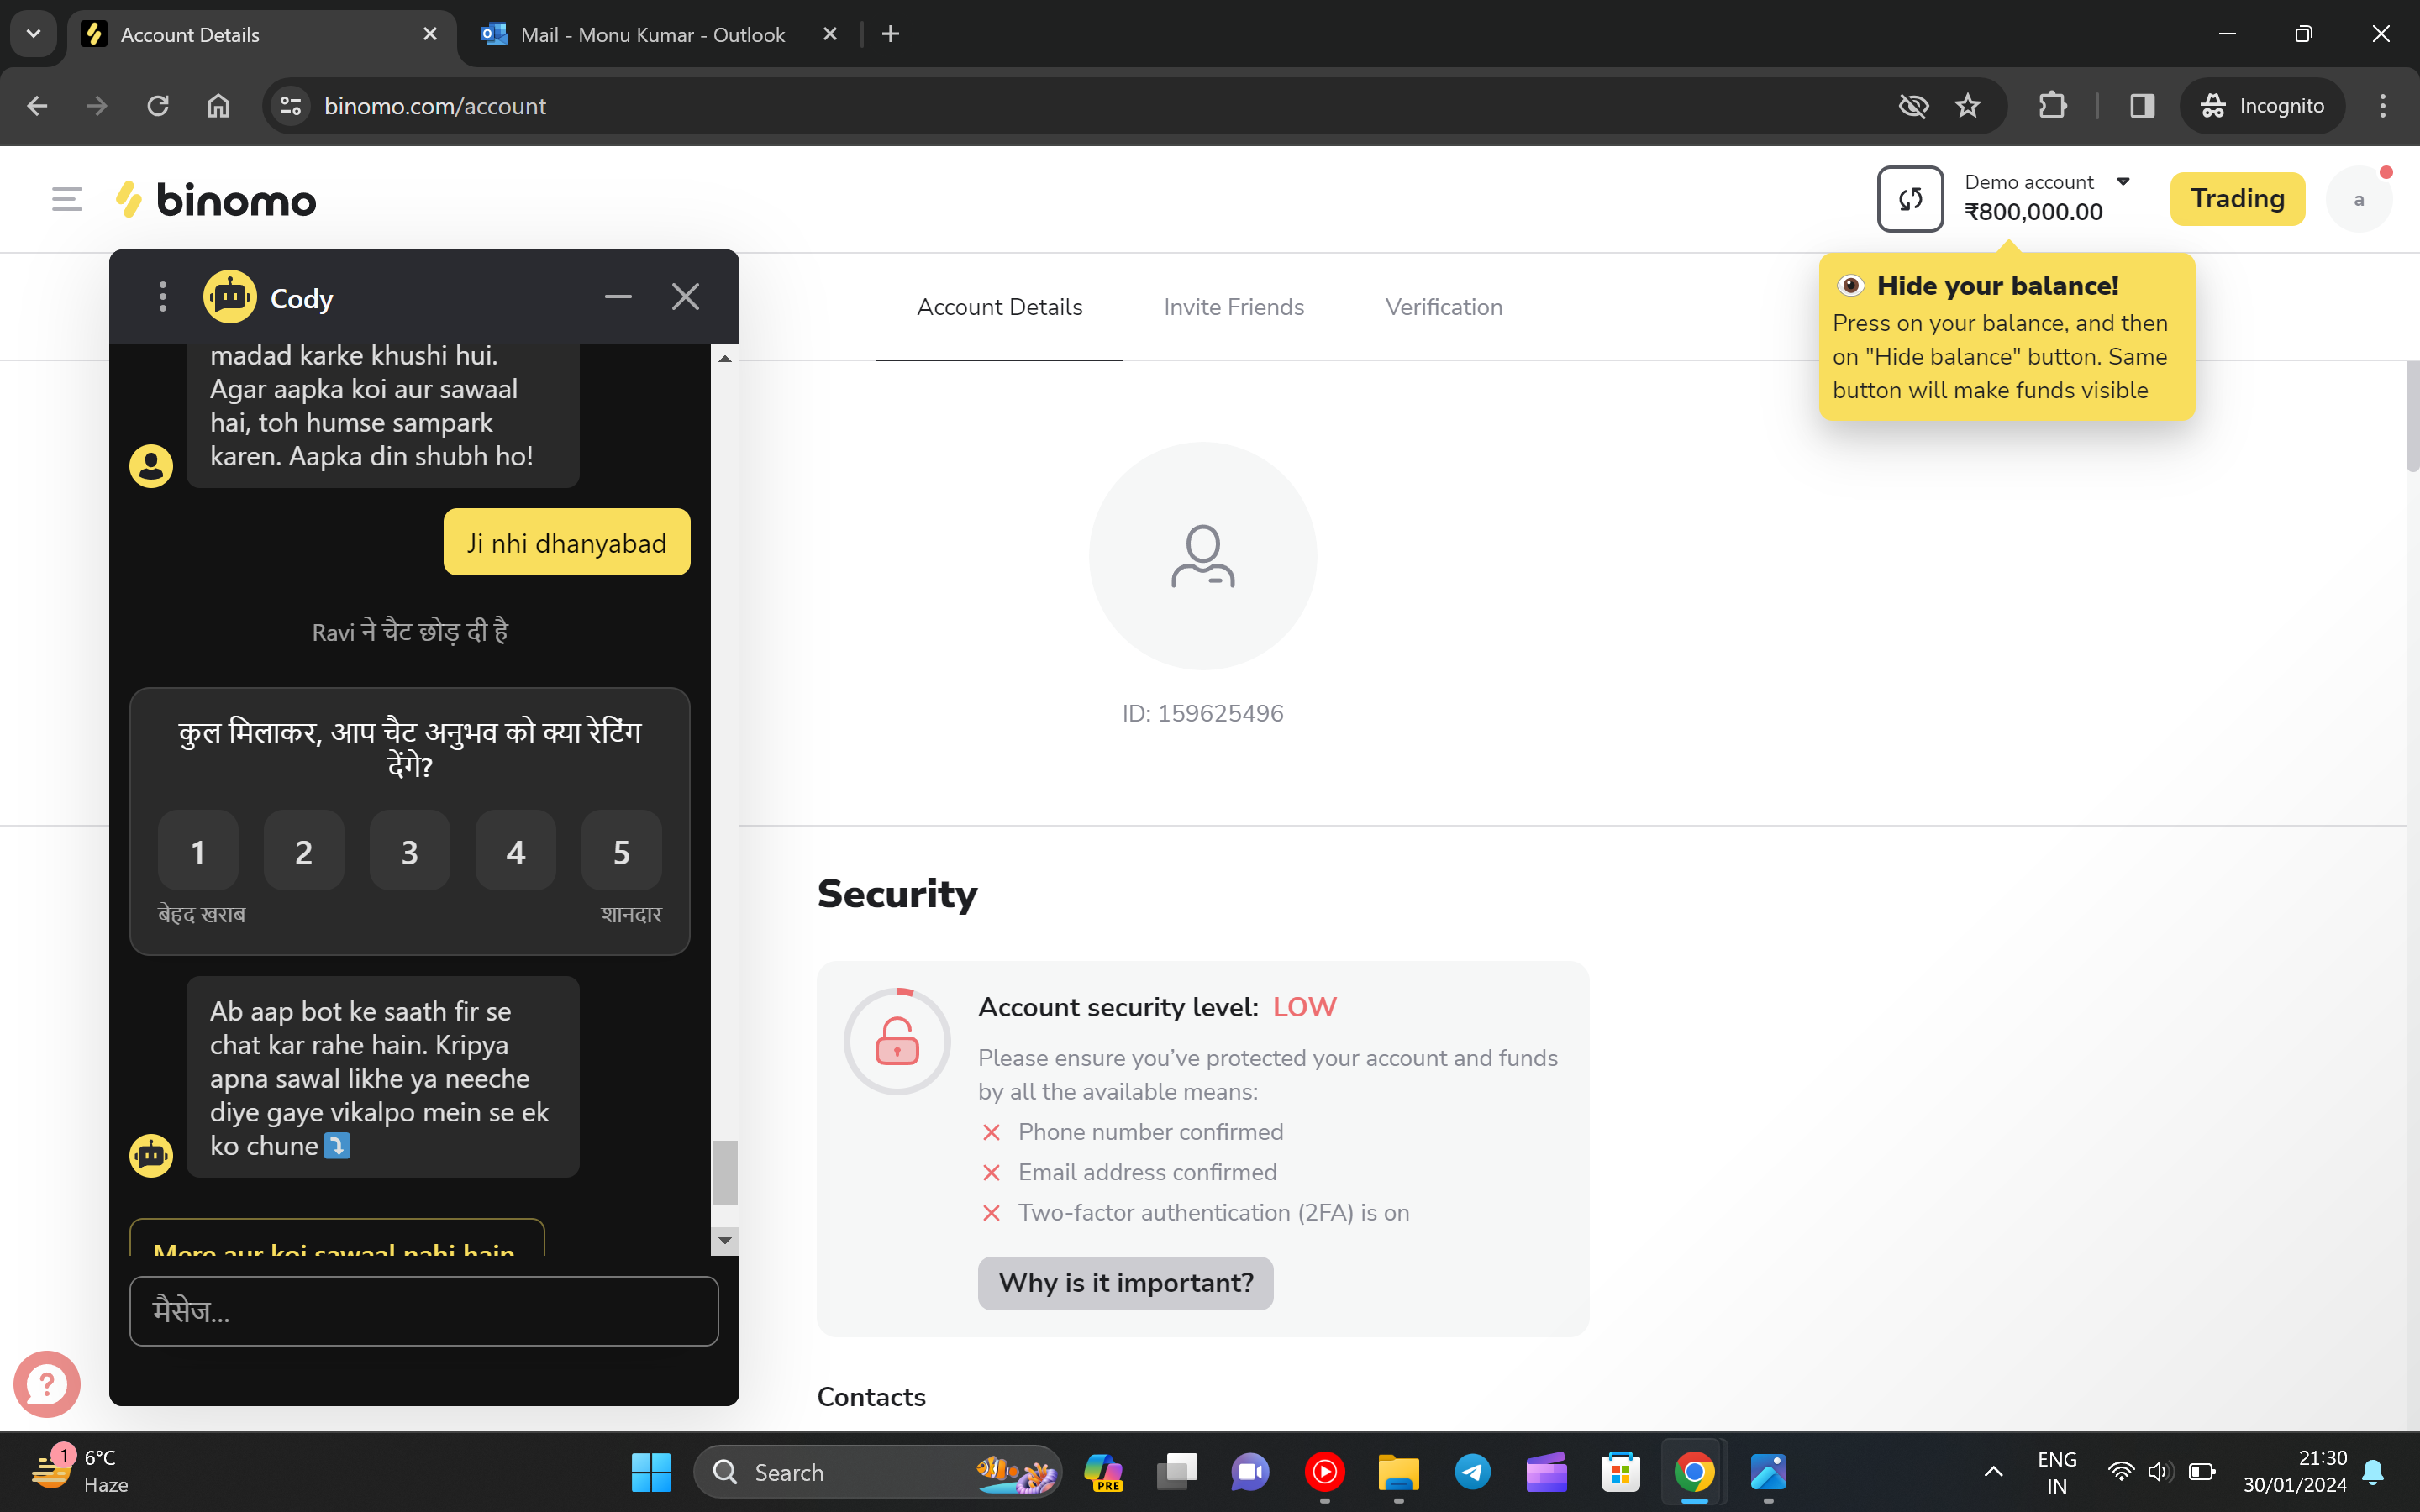 Account Details
Mail - Monu Kumar - Outlook
binomo.com/account
Incognito
binomo
Demo account
₹800,000.00
Trading
a
Hide your balance!
Press on your balance, and then
on "Hide balance" button. Same
button will make funds visible
Account Details
Invite Friends
Verification
Cody
madad karke khushi hui.
Agar aapka koi aur sawaal
hai, toh humse sampark
karen. Aapka din shubh ho!
Ji nhi dhanyabad
Ravi ने चैट छोड़ दी है
कुल मिलाकर, आप चैट अनुभव को क्या रेटिंग
देंगे?
1 2 3 4 5
बेहद खराब
शानदार
Ab aap bot ke saath fir se
chat kar rahe hain. Kripya
apna sawal likhe ya neeche
diye gaye vikalpo mein se ek
ko chune
Mere aur koi sawaal nahi hain
मैसेज...
ID: 159625496
Security
Account security level: LOW
Please ensure you’ve protected your account and funds
by all the available means:
Phone number confirmed
Email address confirmed
Two-factor authentication (2FA) is on
Why is it important?
Contacts
1
6°C
Haze
Search
PRE
ENG
IN
21:30
30/01/2024